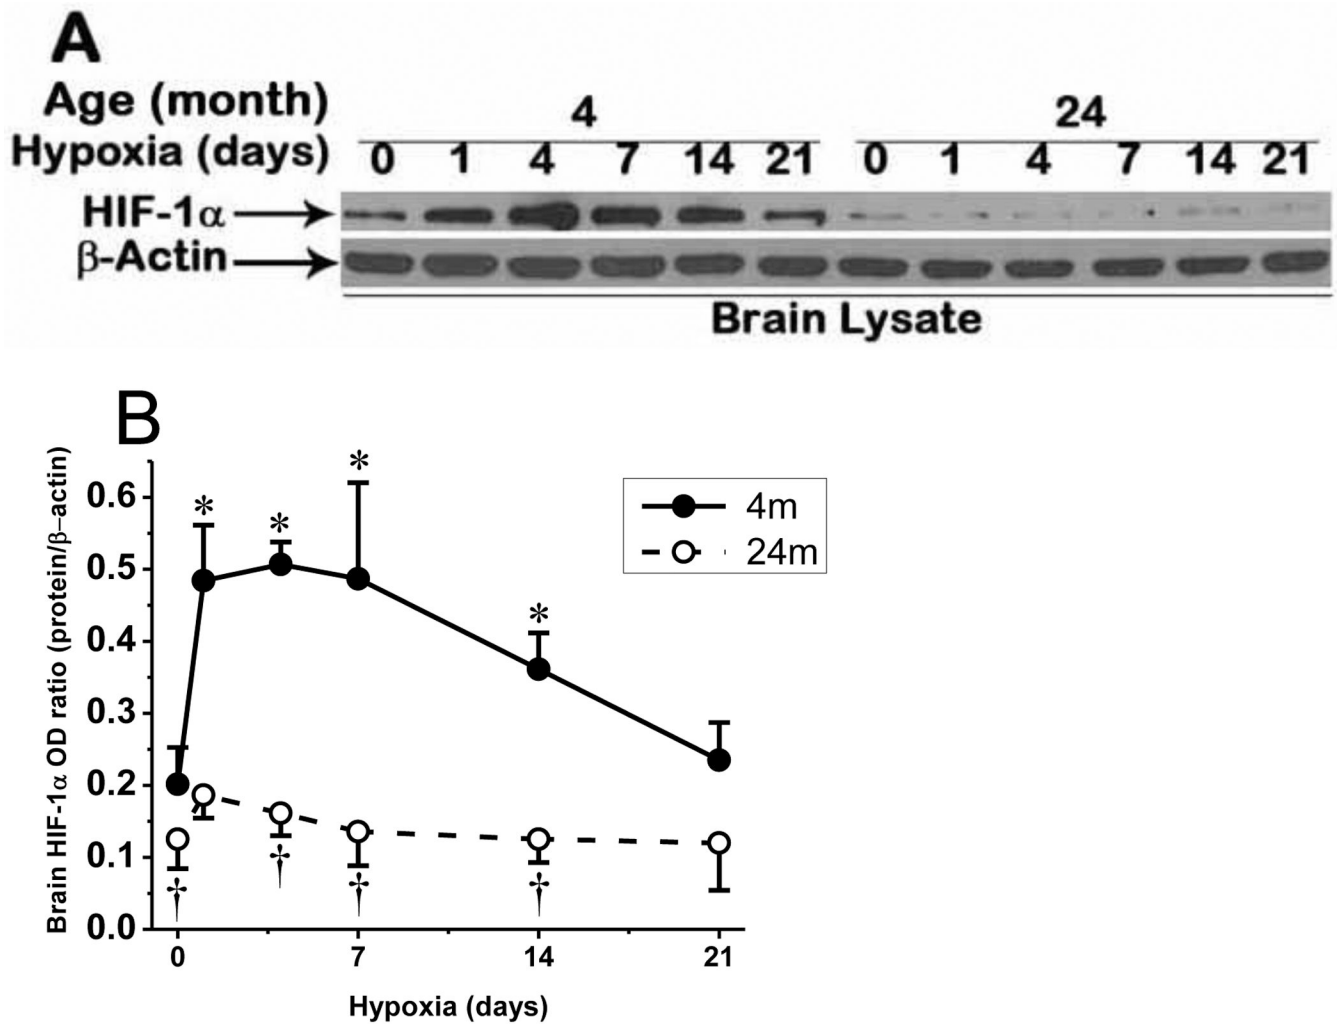 A
Age (month) 4 24
Hypoxia (days) 0 1 4 7 14 21 0 1 4 7 14 21
HIF-1α
β-Actin
Brain Lysate
B
Brain HIF-1α OD ratio (protein/β–actin)
0.6
0.5
0.4
0.3
0.2
0.1
0.0
* * * *
† † † †
4m
24m
0 7 14 21
Hypoxia (days)